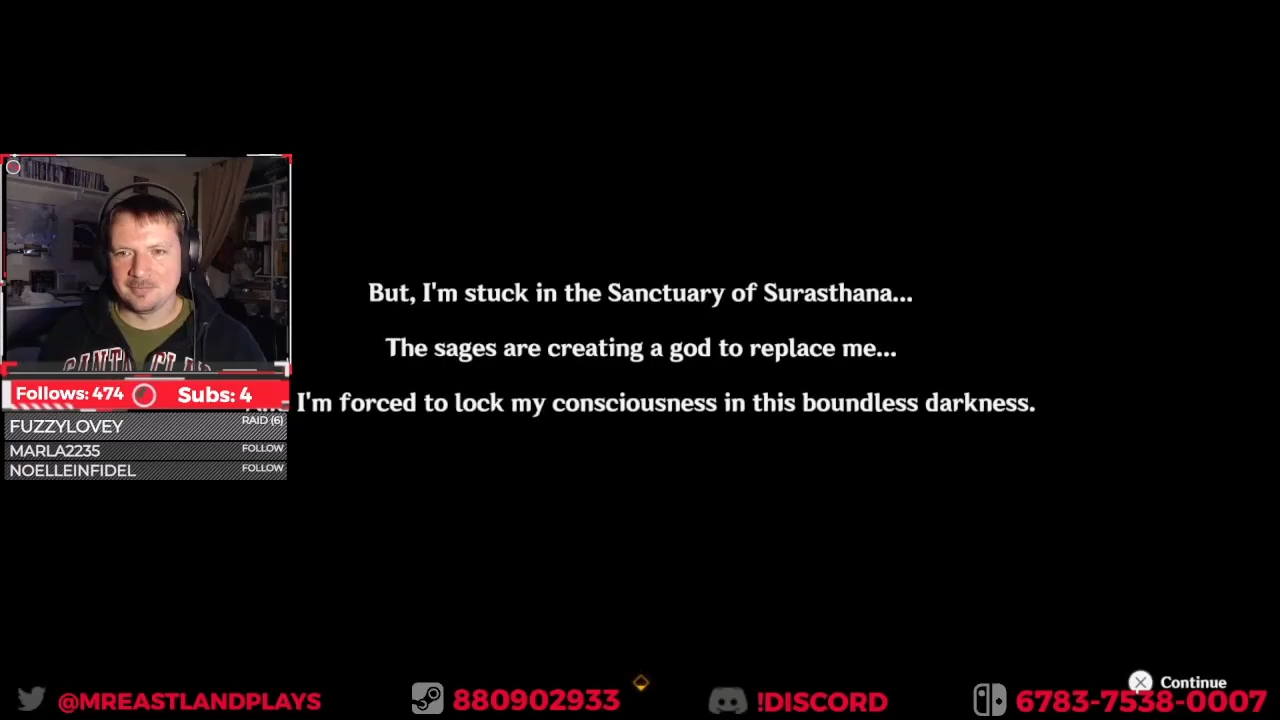 But, I'm stuck in the Sanctuary of Surasthana...
The sages are creating a god to replace me...
I'm forced to lock my consciousness in this boundless darkness.
Follows: 474 Subs: 4
FUZZYLOVEY RAID (6)
MARLA2235 FOLLOW
NOELLEINFIDEL FOLLOW
Continue
@MREASTLANDPLAYS 880902933 !DISCORD 6783-7538-0007